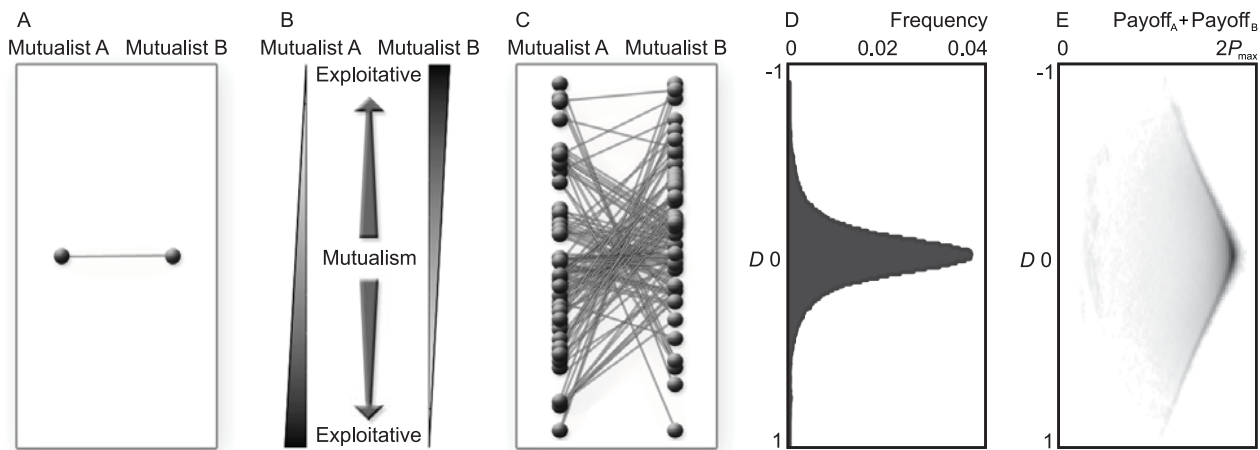 A
Mutualist A Mutualist B
B
Mutualist A Mutualist B
Exploitative
Mutualism
Exploitative
C
Mutualist A Mutualist B
D Frequency
0 0.02 0.04
-1
D 0
1
E Payoff_A+Payoff_B
0 2P_max
-1
D 0
1